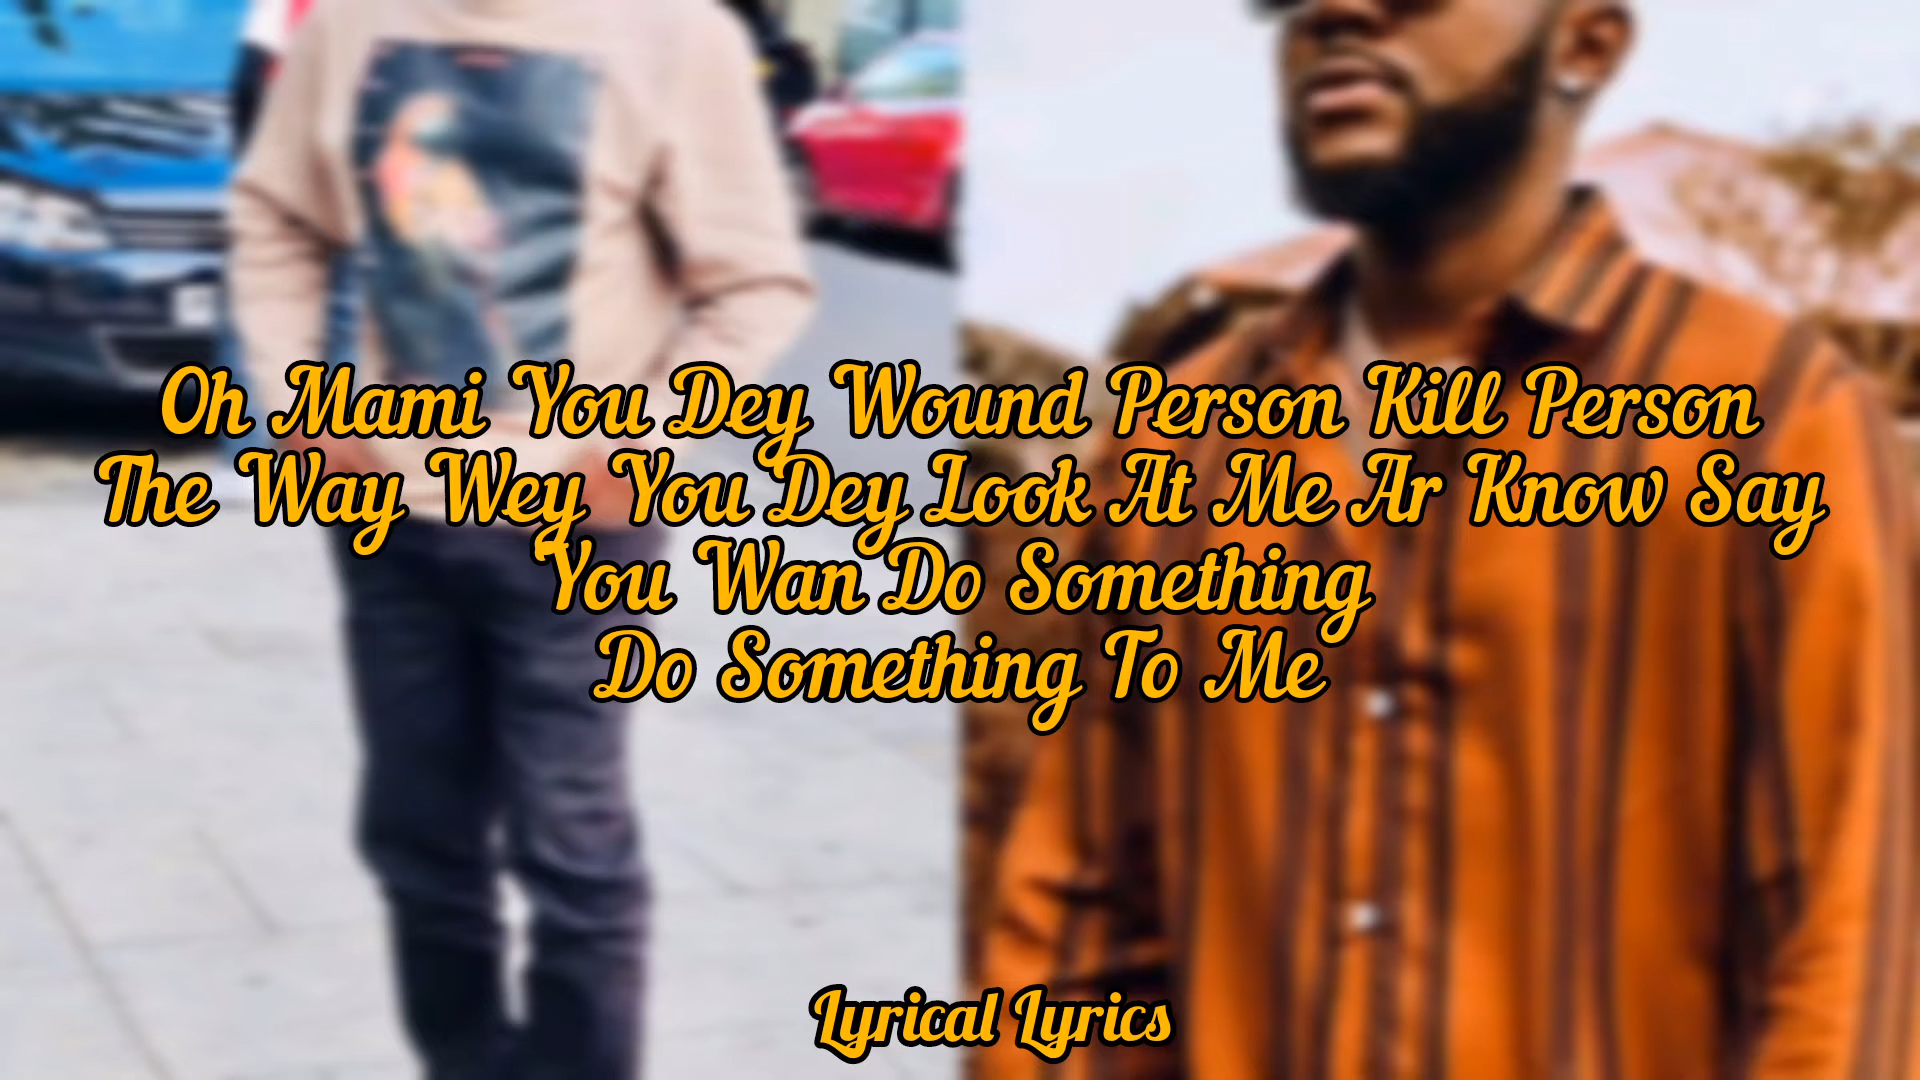 Oh Mami You Dey Wound Person Kill Person
The Way Wey You Dey Look At Me Ar Know Say
You Wan Do Something
Do Something To Me
Lyrical Lyrics